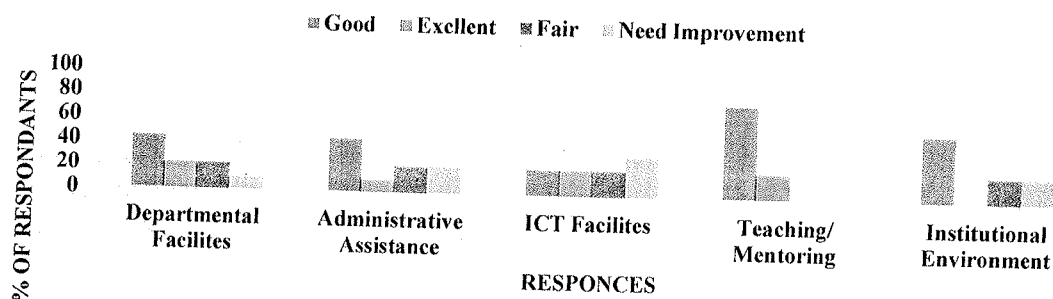 Good Exellent Fair Need Improvement
% OF RESPONDANTS
100
80
60
40
20
0
Departmental Facilites
Administrative Assistance
ICT Facilites
Teaching/ Mentoring
Institutional Environment
RESPONCES